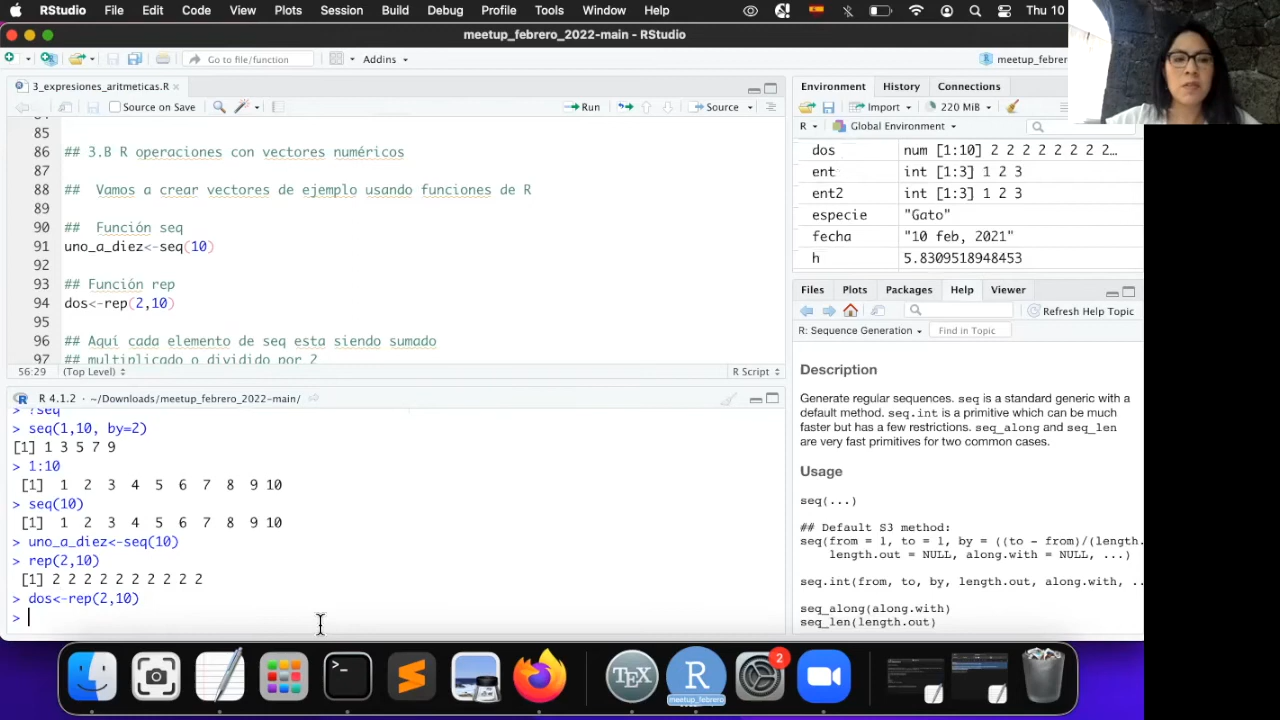 RStudio File Edit Code View Plots Session Build Debug Profile Tools Window Help Thu 10
meetup_febrero_2022-main - RStudio
Go to file/function Addins
3_expresiones_aritmeticas.R
Source on Save Run Source
85
86 ## 3.B R operaciones con vectores numéricos
87
88 ## Vamos a crear vectores de ejemplo usando funciones de R
89
90 ## Función seq
91 uno_a_diez<-seq(10)
92
93 ## Función rep
94 dos<-rep(2,10)
95
96 ## Aquí cada elemento de seq esta siendo sumado
97 ## multiplicado o dividido por 2
56:29 (Top Level) R Script
R 4.1.2 · ~/Downloads/meetup_febrero_2022-main/
> ?seq
> seq(1,10, by=2)
[1] 1 3 5 7 9
> 1:10
[1] 1 2 3 4 5 6 7 8 9 10
> seq(10)
[1] 1 2 3 4 5 6 7 8 9 10
> uno_a_diez<-seq(10)
> rep(2,10)
[1] 2 2 2 2 2 2 2 2 2 2
> dos<-rep(2,10)
>
Environment History Connections
Import 220 MiB
R Global Environment
dos num [1:10] 2 2 2 2 2 2 2 2...
ent int [1:3] 1 2 3
ent2 int [1:3] 1 2 3
especie "Gato"
fecha "10 feb, 2021"
h 5.8309518948453
Files Plots Packages Help Viewer
Refresh Help Topic
R: Sequence Generation Find in Topic
Description
Generate regular sequences. seq is a standard generic with a
default method. seq.int is a primitive which can be much
faster but has a few restrictions. seq_along and seq_len
are very fast primitives for two common cases.
Usage
seq(...)
## Default S3 method:
seq(from = 1, to = 1, by = ((to - from)/(length.
length.out = NULL, along.with = NULL, ...)
seq.int(from, to, by, length.out, along.with, ..
seq_along(along.with)
seq_len(length.out)
TEX
R
meetup_febrero
2